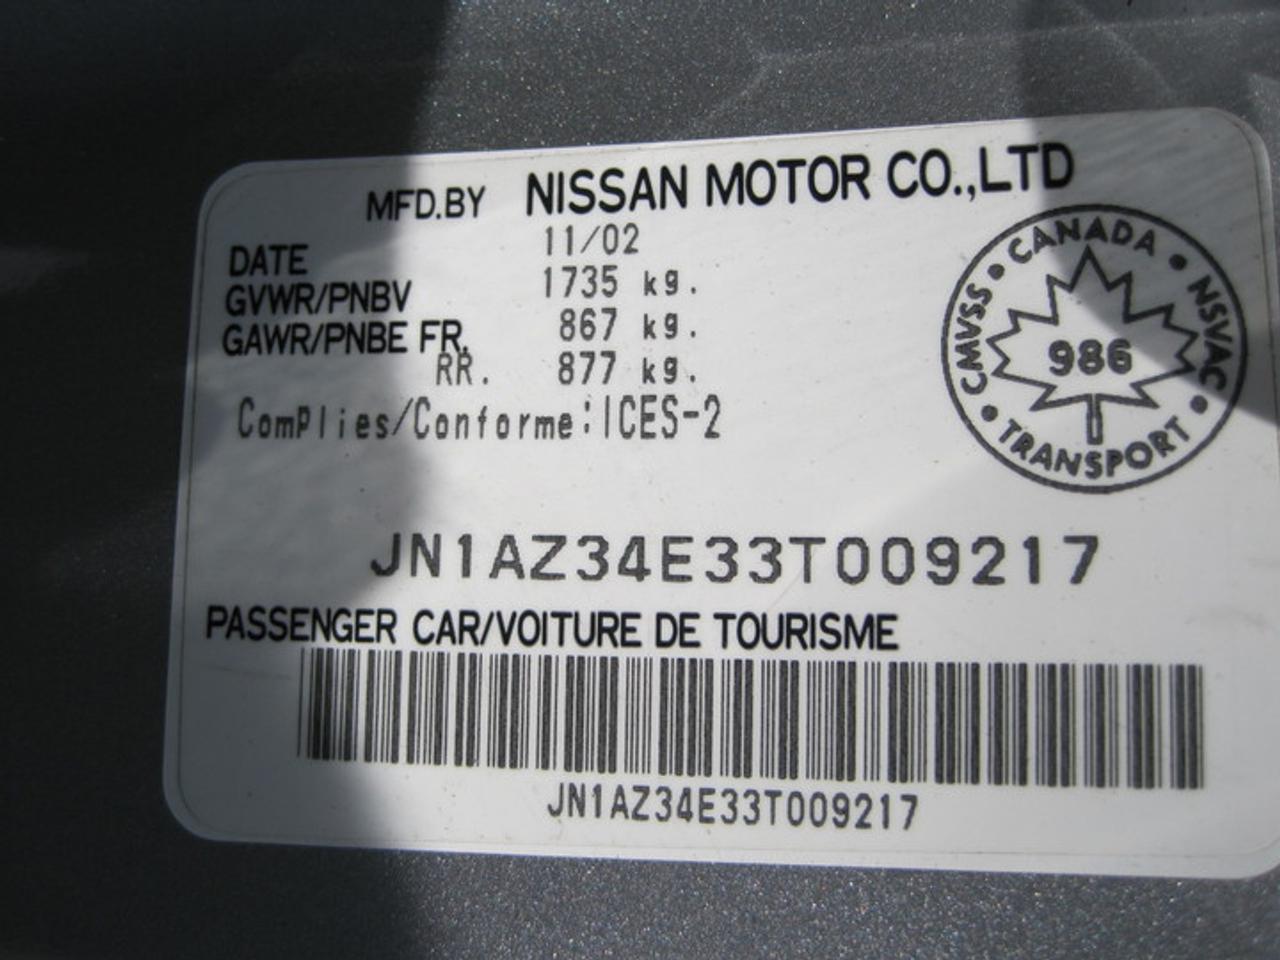 MFD.BY NISSAN MOTOR CO.,LTD
DATE 11/02
GVWR/PNBV 1735 kg.
GAWR/PNBE FR. 867 kg.
RR. 877 kg.
Complies/Conforme:ICES-2
CANADA • NSVAC • TRANSPORT • CMVSS •
986
JN1AZ34E33T009217
PASSENGER CAR/VOITURE DE TOURISME
JN1AZ34E33T009217